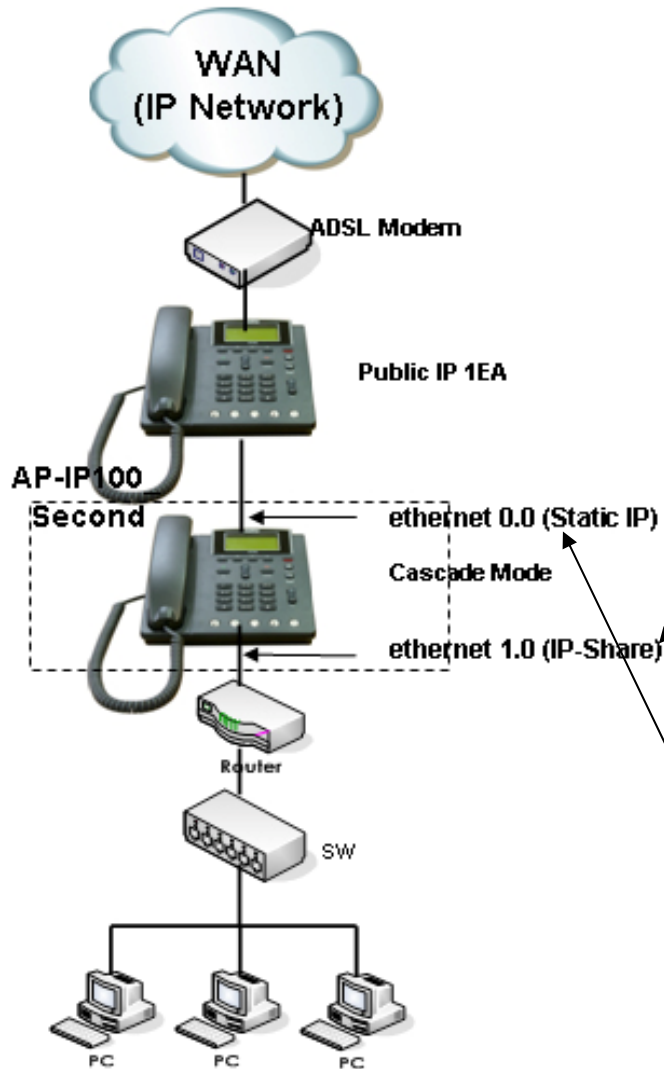 WAN
(IP Network)
ADSL Modem
Public IP 1EA
AP-IP100_
Second
ethernet 0.0 (Static IP)
Cascade Mode
ethernet 1.0 (IP-Share)
Router
SW
PC
PC
PC